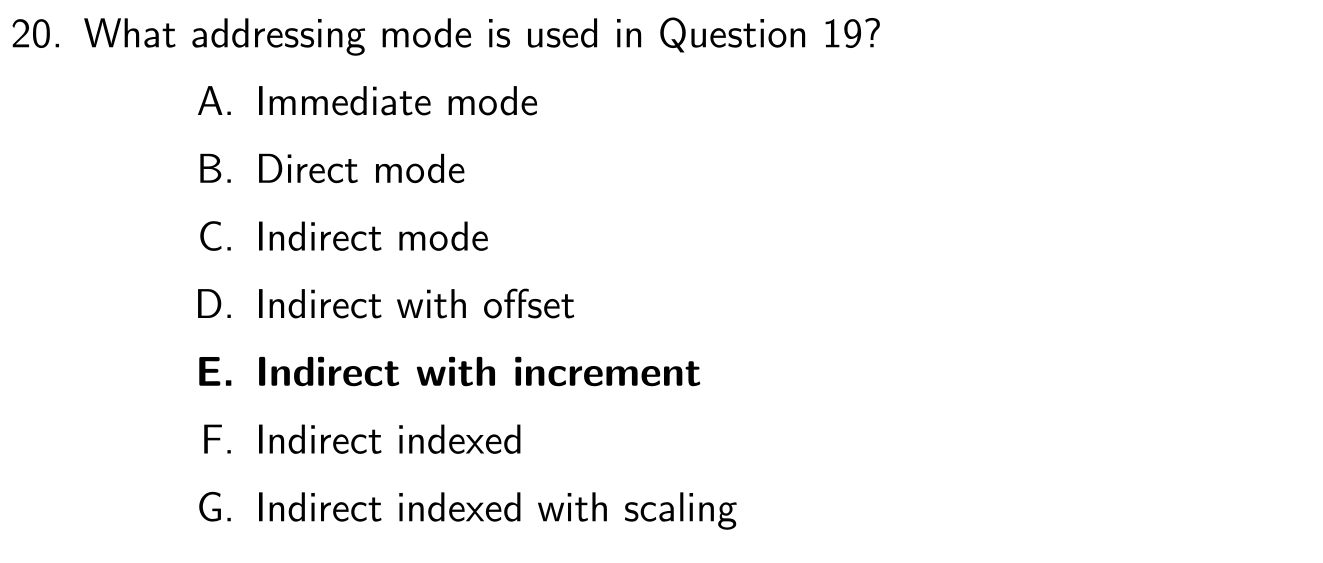 20. What addressing mode is used in Question 19?
A. Immediate mode
B. Direct mode
C. Indirect mode
D. Indirect with offset
E. Indirect with increment
F. Indirect indexed
G. Indirect indexed with scaling